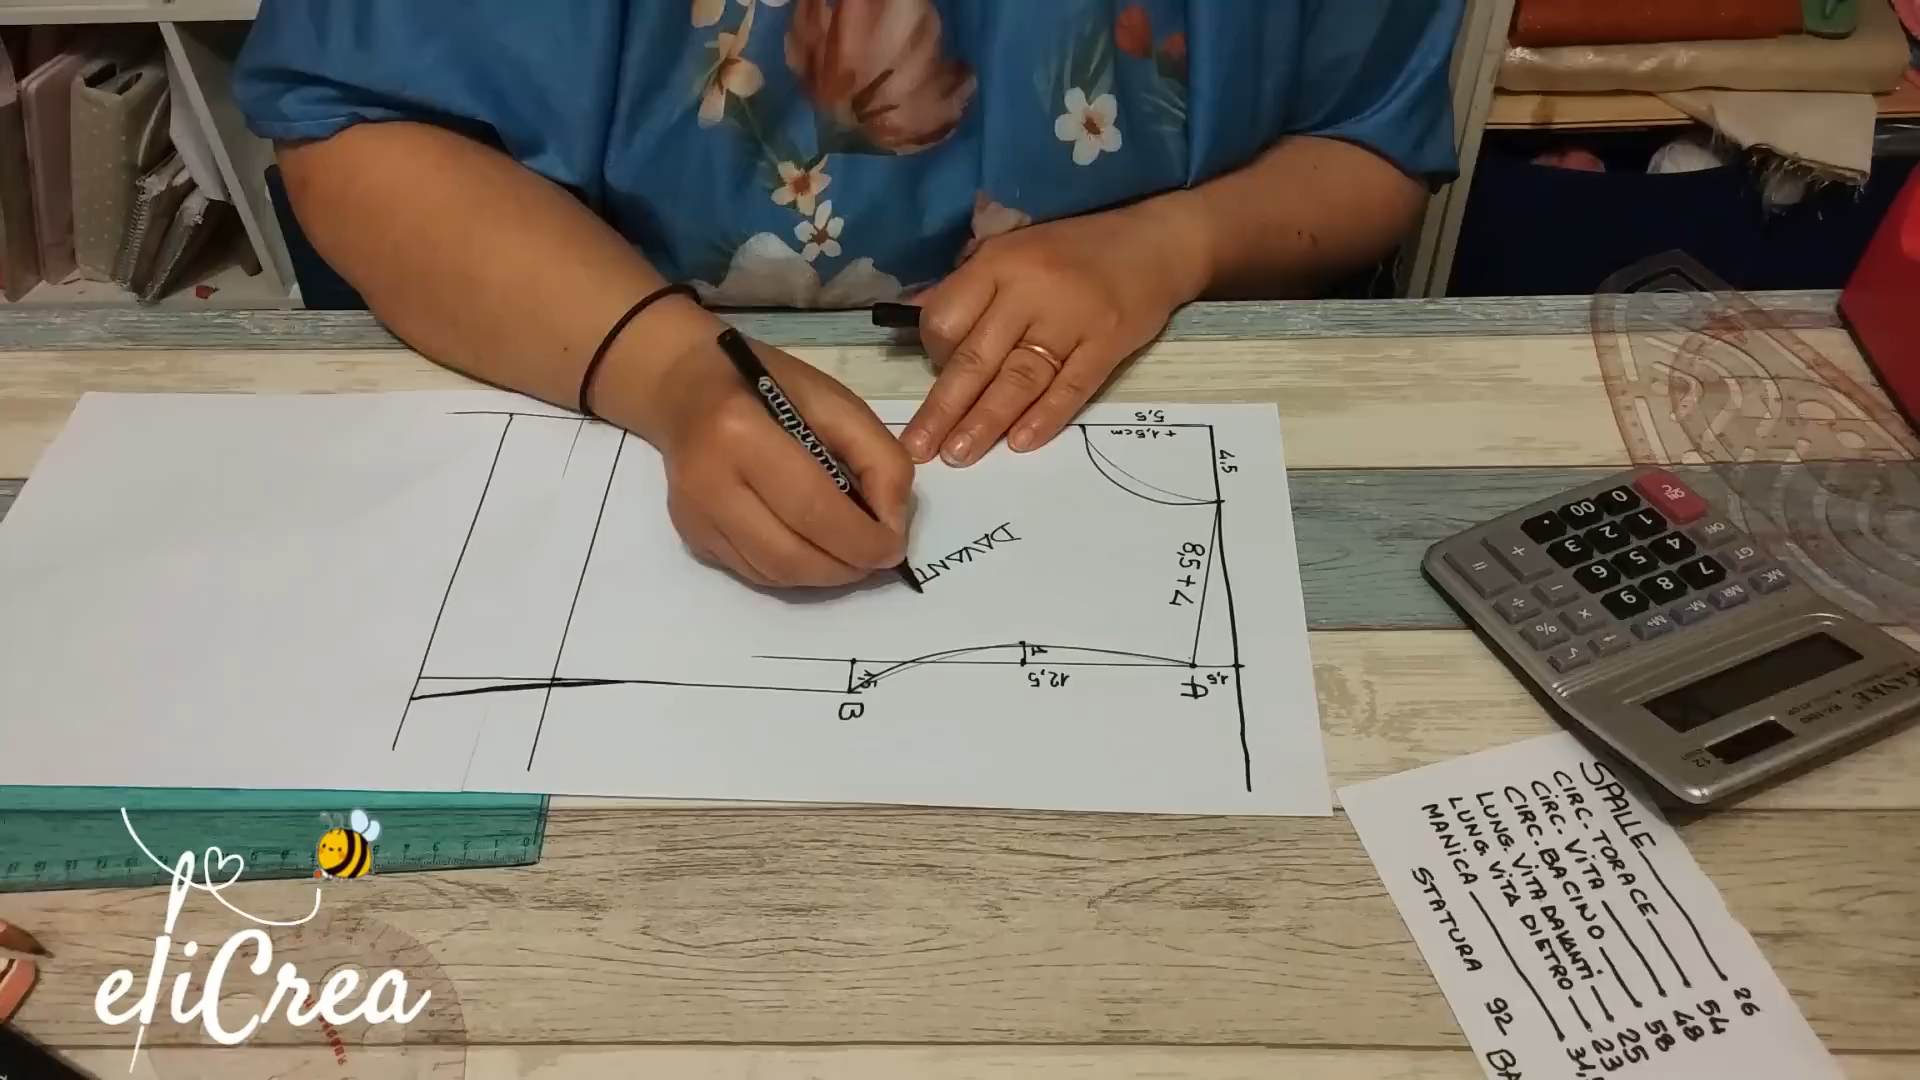 5,5
+ 1,5cm
4,5
DAVANT
8,5 + 4
1
12,5
1,5
A
1,5
B
SPALLE 26
CIRC. TORACE 54
CIRC. VITA 48
CIRC. BACINO 58
LUNG. VITA DAVANTI 25
LUNG. VITA DIETRO 23
MANICA
STATURA 92
eliCrea